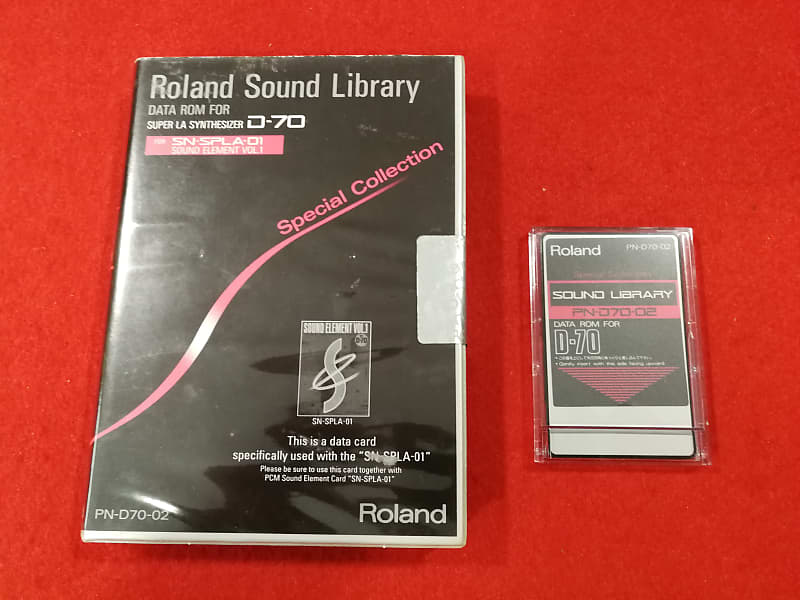 Roland Sound Library
DATA ROM FOR
SUPER LA SYNTHESIZER D-70
FOR SN-SPLA-01
SOUND ELEMENT VOL.1
Special Collection
SOUND ELEMENT VOL.1
SN-SPLA-01
This is a data card
specifically used with the "SN-SPLA-01"
Please be sure to use this card together with
PCM Sound Element Card "SN-SPLA-01"
PN-D70-02
Roland
Roland PN-D70-02
Special Collection
SOUND LIBRARY
PN-D70-02
DATA ROM FOR
D-70
• Gently insert with this side facing upward.